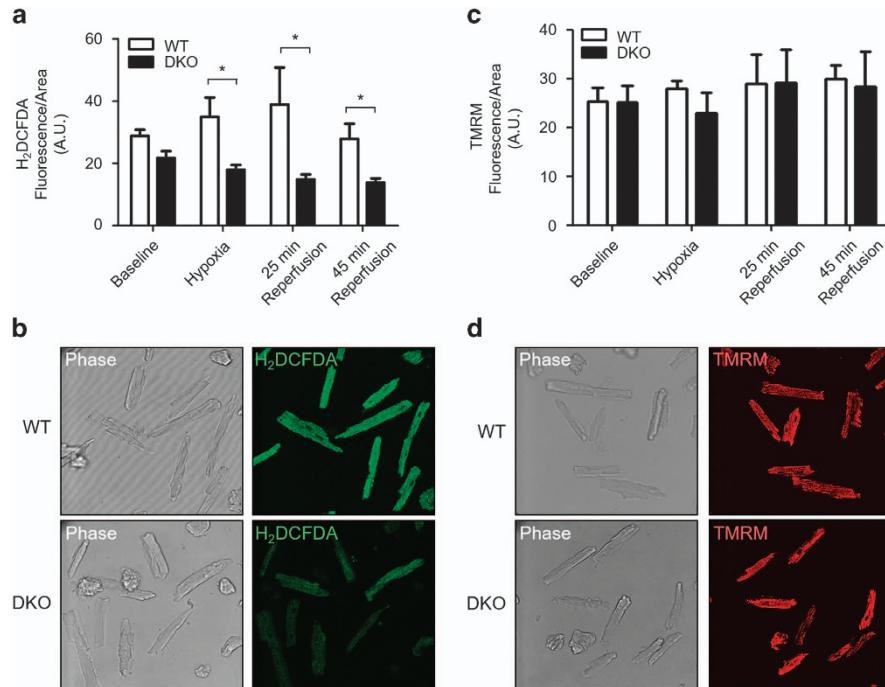 a
H₂DCFDA
Fluorescence/Area
(A.U.)
60
40
20
0
WT
DKO
*
*
*
Baseline
Hypoxia
25 min
Reperfusion
45 min
Reperfusion
c
TMRM
Fluorescence/Area
(A.U.)
40
30
20
10
0
WT
DKO
Baseline
Hypoxia
25 min
Reperfusion
45 min
Reperfusion
b
WT
Phase
H₂DCFDA
DKO
Phase
H₂DCFDA
d
WT
Phase
TMRM
DKO
Phase
TMRM